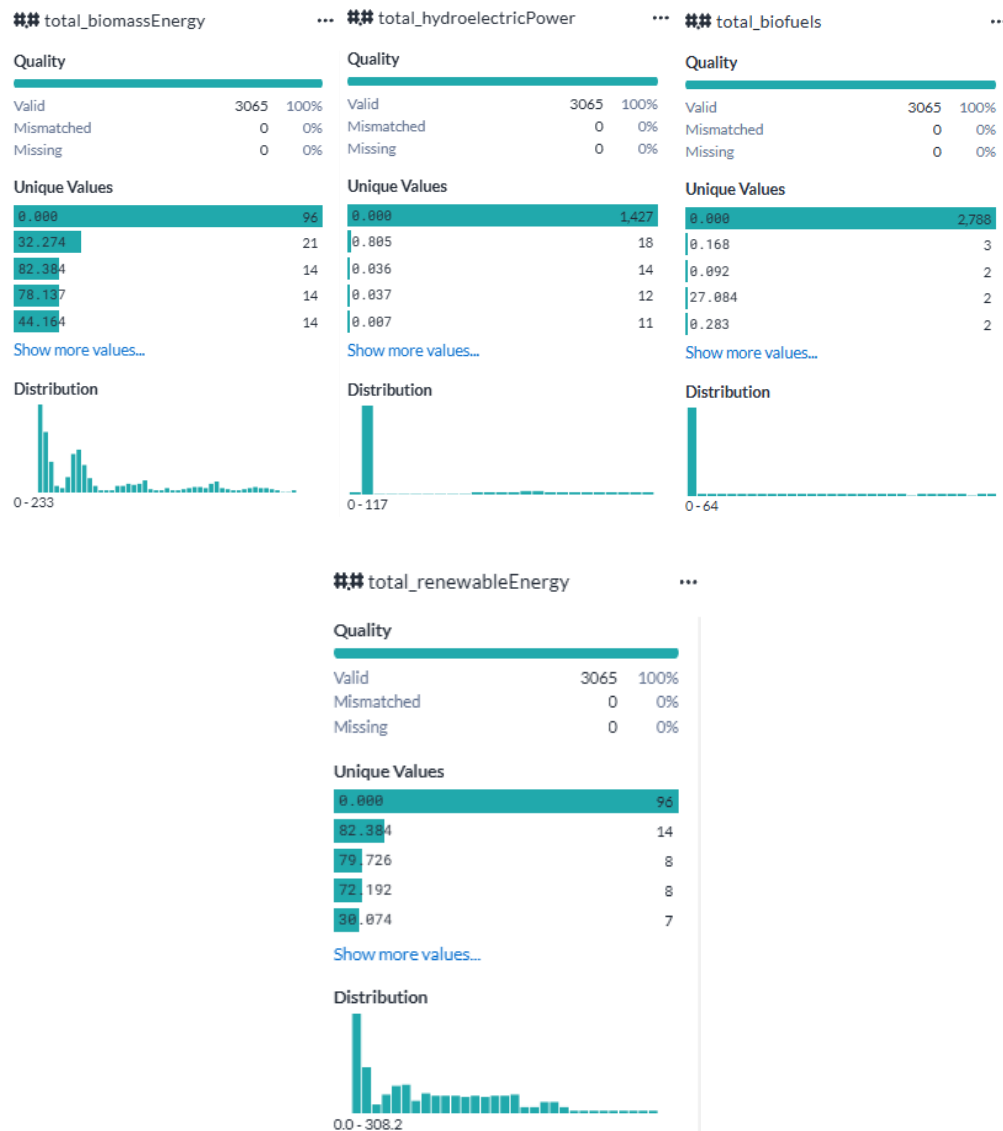 ## total_biomassEnergy ...
Quality
Valid 3065 100%
Mismatched 0 0%
Missing 0 0%
Unique Values
0.000 96
32.274 21
82.384 14
78.137 14
44.164 14
Show more values...
Distribution
0 - 233
## total_hydroelectricPower ...
Quality
Valid 3065 100%
Mismatched 0 0%
Missing 0 0%
Unique Values
0.000 1,427
0.805 18
0.036 14
0.037 12
0.007 11
Show more values...
Distribution
0 - 117
## total_biofuels ...
Quality
Valid 3065 100%
Mismatched 0 0%
Missing 0 0%
Unique Values
0.000 2,788
0.168 3
0.092 2
27.084 2
0.283 2
Show more values...
Distribution
0 - 64
## total_renewableEnergy ...
Quality
Valid 3065 100%
Mismatched 0 0%
Missing 0 0%
Unique Values
0.000 96
82.384 14
79.726 8
72.192 8
30.074 7
Show more values...
Distribution
0.0 - 308.2